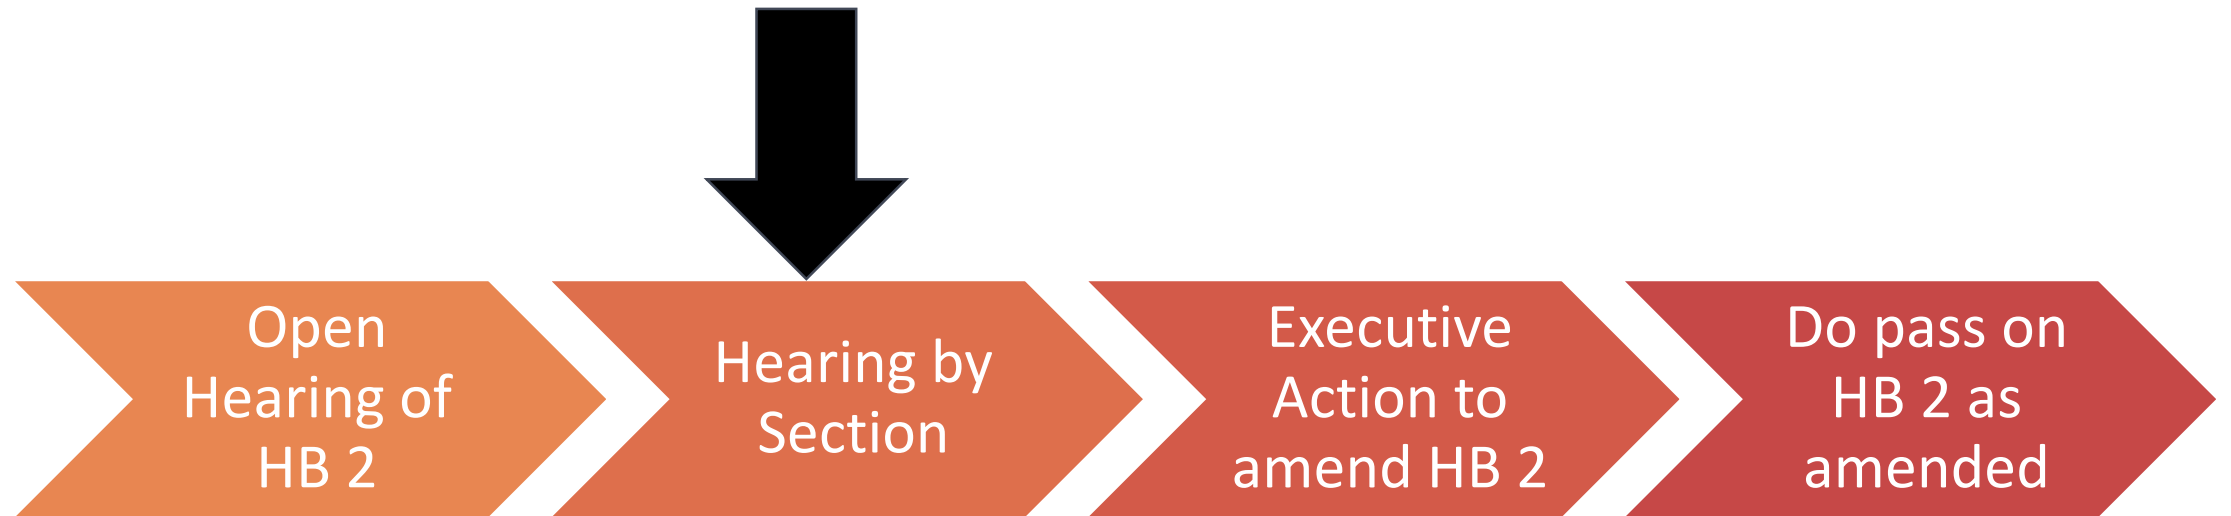 Open
Hearing of
HB 2
Hearing by
Section
Executive
Action to
amend HB 2
Do pass on
HB 2 as
amended